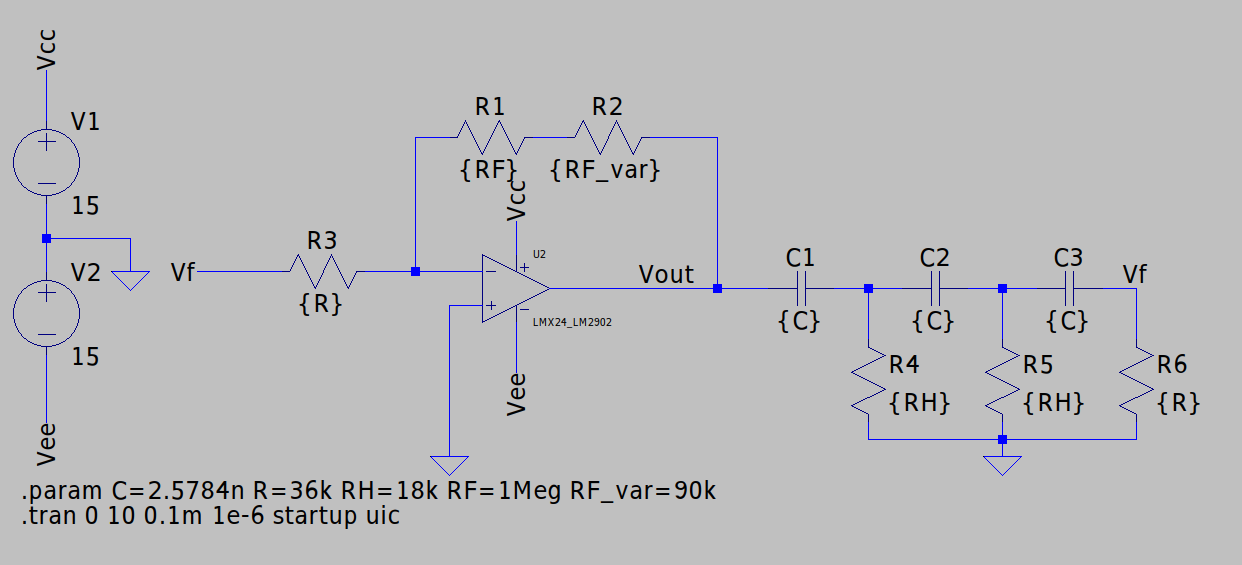 Vcc
V1
15
V2
15
Vee
Vf
R3
{R}
R1
{RF}
R2
{RF_var}
Vcc
U2
LMX24_LM2902
Vee
Vout
C1
{C}
C2
{C}
C3
{C}
Vf
R4
{RH}
R5
{RH}
R6
{R}
.param C=2.5784n R=36k RH=18k RF=1Meg RF_var=90k
.tran 0 10 0.1m 1e-6 startup uic